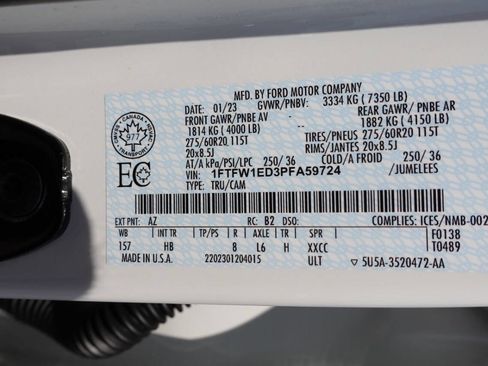 MFD. BY FORD MOTOR COMPANY
DATE: 01/23 GVWR/PNBV: 3334 KG ( 7350 LB)
FRONT GAWR/PNBE AV REAR GAWR/ PNBE AR
1814 KG ( 4000 LB) 1882 KG ( 4150 LB)
275/60R20 115T TIRES/PNEUS 275/60R20 115T
20x8.5J RIMS/JANTES 20x8.5J
AT/A kPa/PSI/LPC 250/ 36 COLD/A FROID 250/ 36
VIN: 1FTFW1ED3PFA59724 /JUMELEES
TYPE: TRU/CAM
CANADA
977
TRANSPORT
EC
EXT PNT: AZ RC: B2 DSO: COMPLIES: ICES/NMB-002
WB INT TR TP/PS R AXLE TR SPR F0138
157 HB 8 L6 H XXCC T0489
MADE IN U.S.A. 2202301204015 ULT ▽ 5U5A-3520472-AA